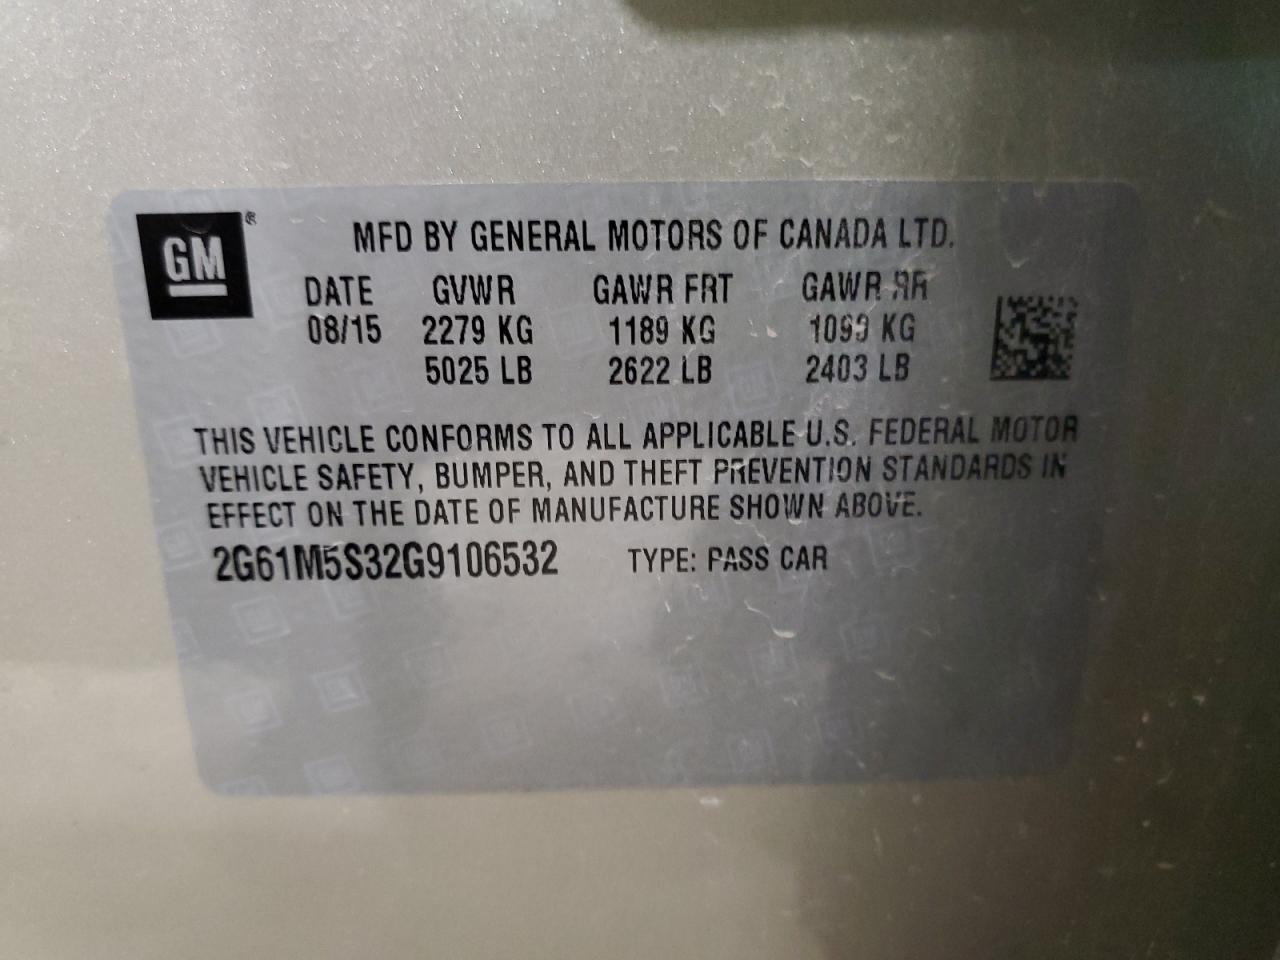 GM®
MFD BY GENERAL MOTORS OF CANADA LTD.
DATE GVWR GAWR FRT GAWR RR
08/15 2279 KG 1189 KG 1090 KG
5025 LB 2622 LB 2403 LB
THIS VEHICLE CONFORMS TO ALL APPLICABLE U.S. FEDERAL MOTOR
VEHICLE SAFETY, BUMPER, AND THEFT PREVENTION STANDARDS IN
EFFECT ON THE DATE OF MANUFACTURE SHOWN ABOVE.
2G61M5S32G9106532 TYPE: PASS CAR